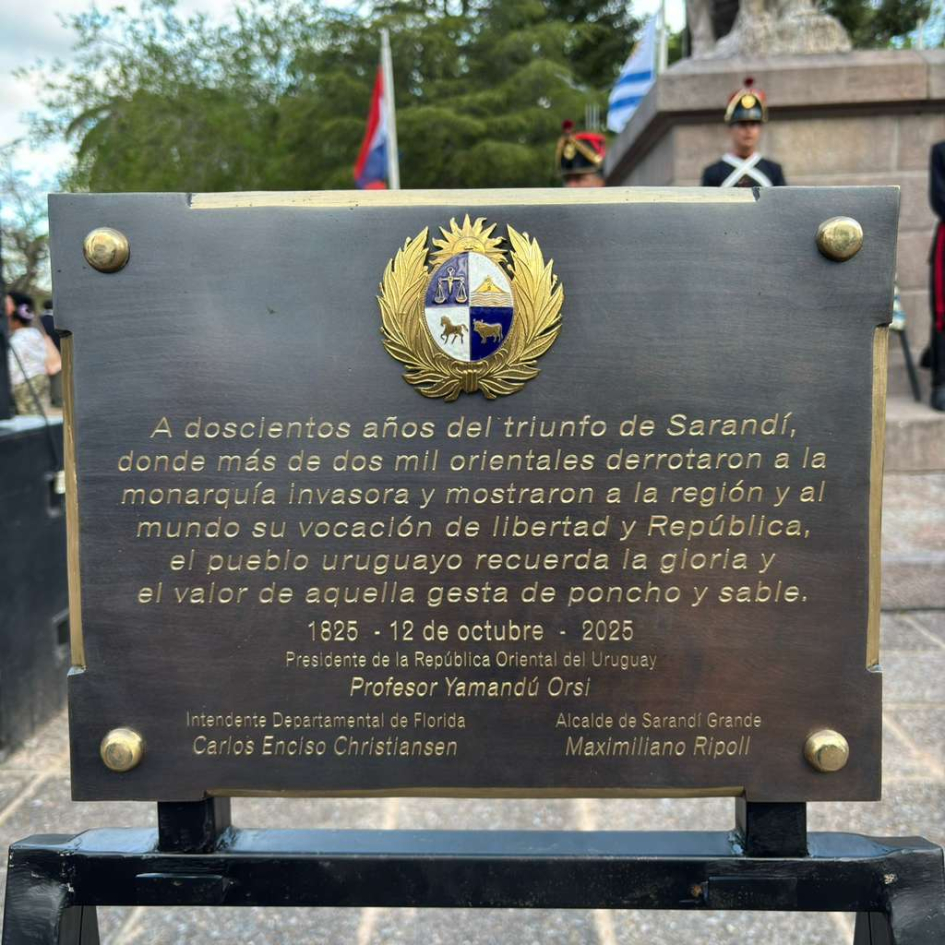 A doscientos años del triunfo de Sarandí,
donde más de dos mil orientales derrotaron a la
monarquía invasora y mostraron a la región y al
mundo su vocación de libertad y República,
el pueblo uruguayo recuerda la gloria y
el valor de aquella gesta de poncho y sable.
1825 - 12 de octubre - 2025
Presidente de la República Oriental del Uruguay
Profesor Yamandú Orsi
Intendente Departamental de Florida
Carlos Enciso Christiansen
Alcalde de Sarandí Grande
Maximiliano Ripoll